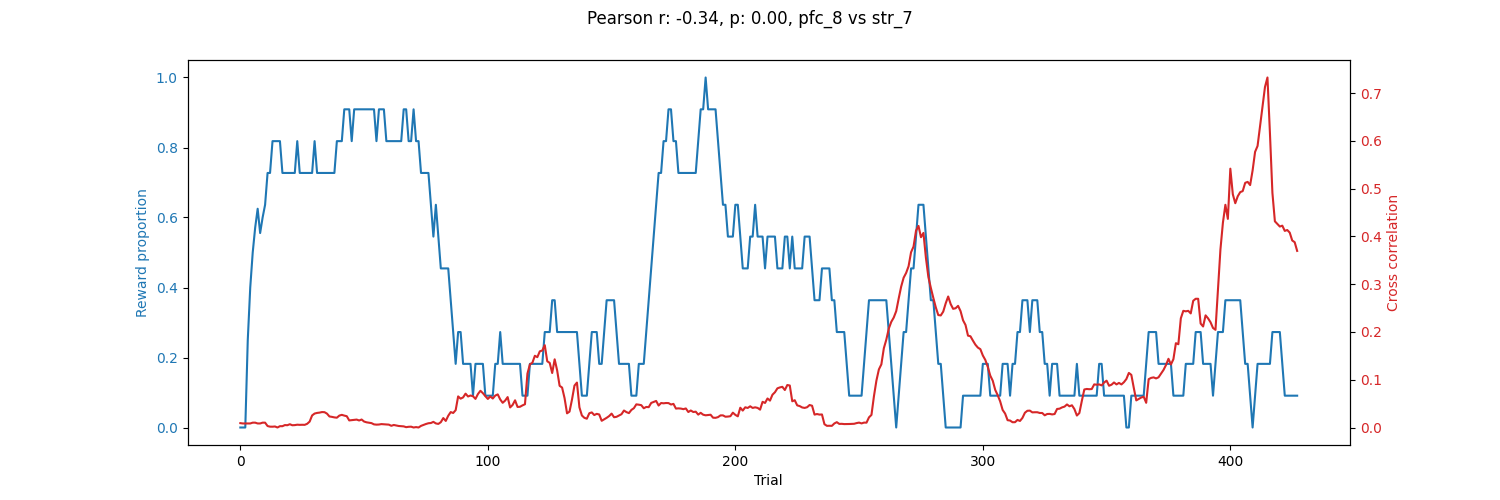 Pearson r: -0.34, p: 0.00, pfc_8 vs str_7
1.0
0.8
0.6
0.4
0.2
0.0
Reward proportion
0.7
0.6
0.5
0.4
0.3
0.2
0.1
0.0
Cross correlation
0 100 200 300 400
Trial